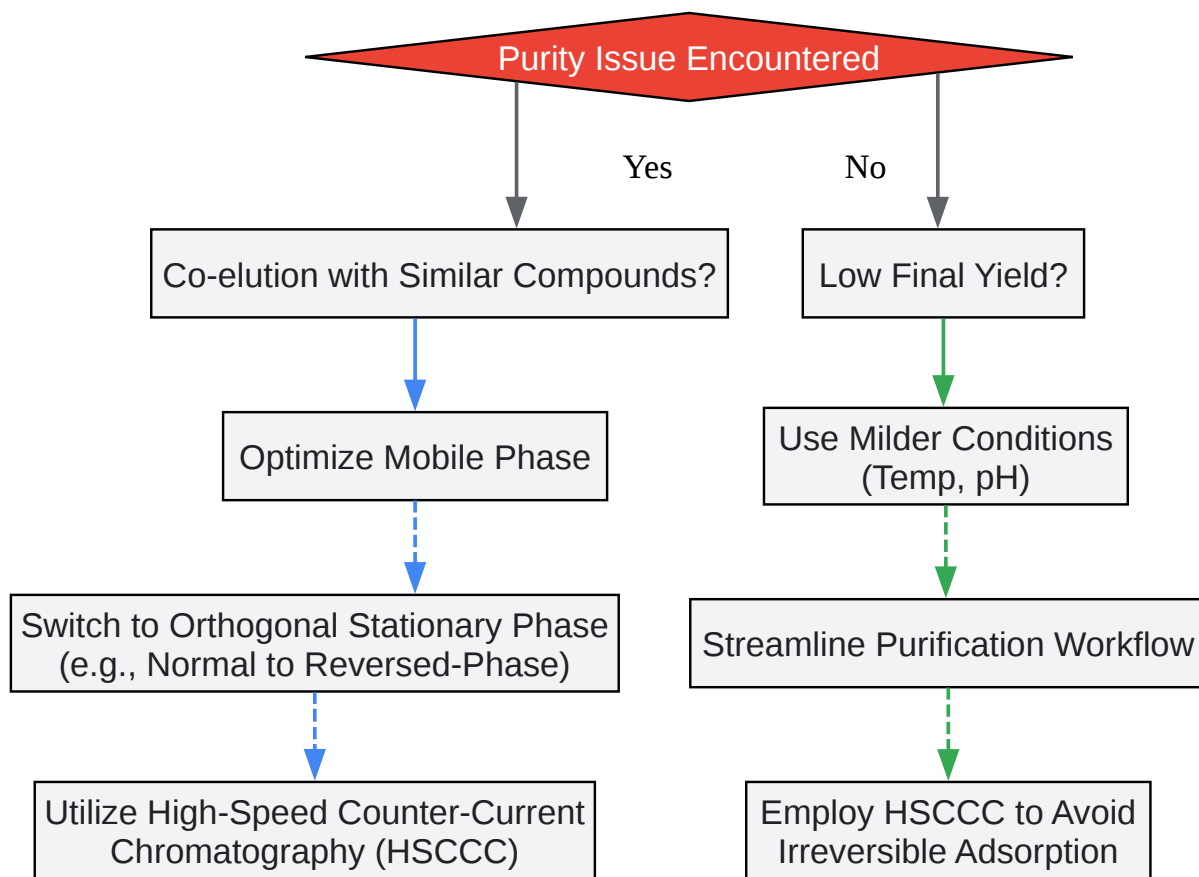 Purity Issue Encountered
Yes
No
Co-elution with Similar Compounds?
Low Final Yield?
Optimize Mobile Phase
Use Milder Conditions
(Temp, pH)
Switch to Orthogonal Stationary Phase
(e.g., Normal to Reversed-Phase)
Streamline Purification Workflow
Utilize High-Speed Counter-Current
Chromatography (HSCCC)
Employ HSCCC to Avoid
Irreversible Adsorption